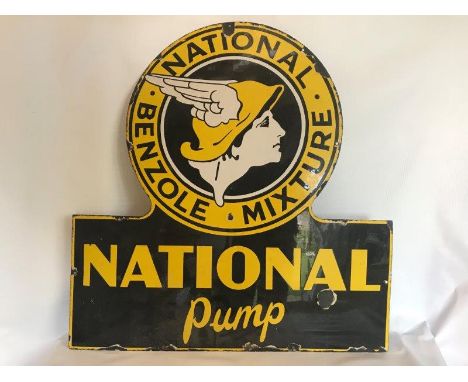 NATIONAL
· BENZOLE · MIXTURE ·
NATIONAL
Pump